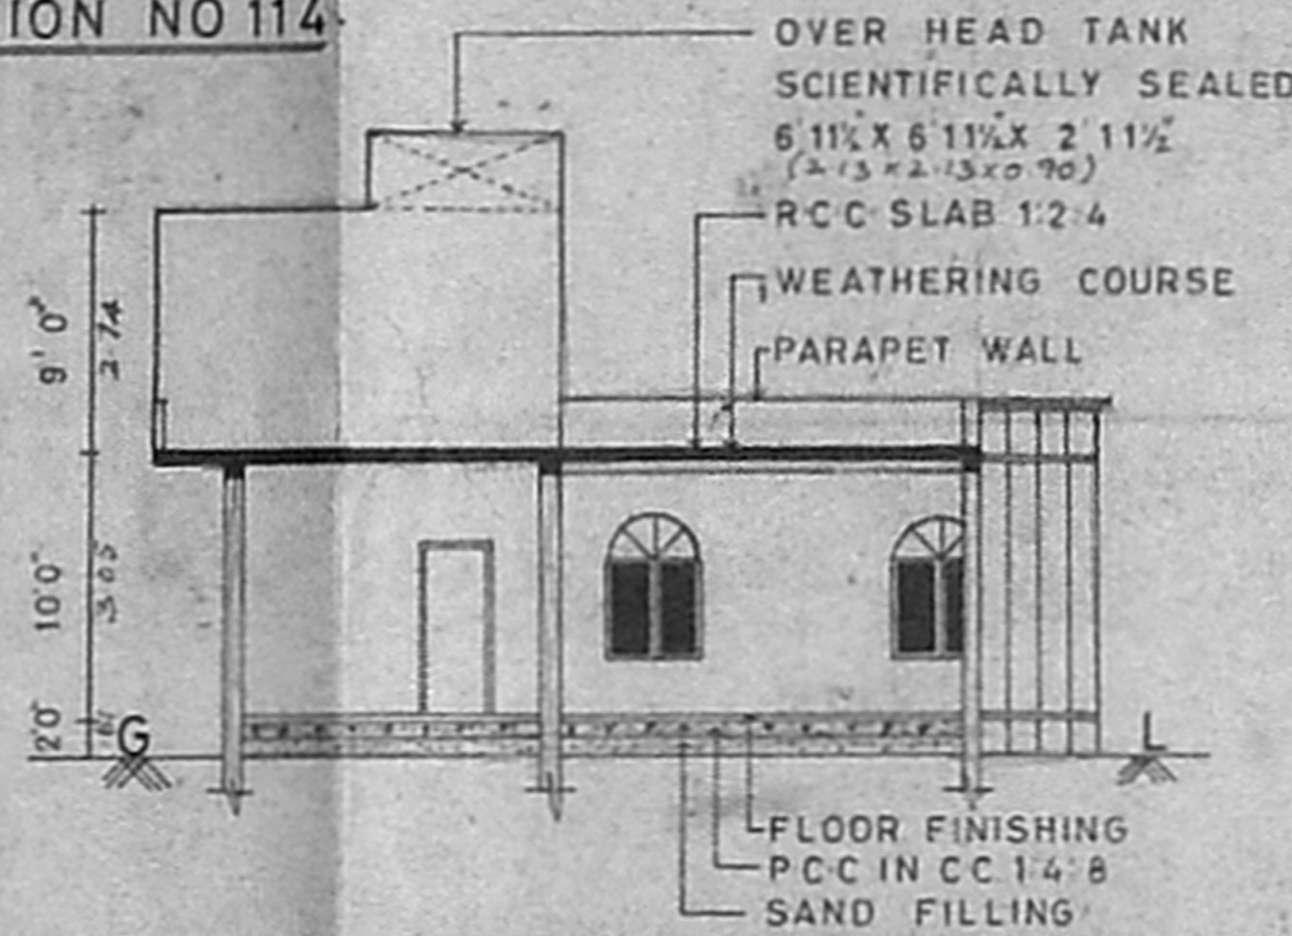 ION NO 114
OVER HEAD TANK
SCIENTIFICALLY SEALED
6'11½" X 6'11½" X 2'11½"
(2.13 x 2.13 x 0.90)
RCC SLAB 1:2:4
WEATHERING COURSE
PARAPET WALL
9'0"
2.74
10'0"
3.05
2'0"
G
L
FLOOR FINISHING
P.C.C IN CC 1:4:8
SAND FILLING